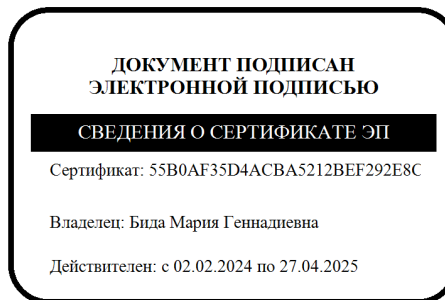 ДОКУМЕНТ ПОДПИСАН
ЭЛЕКТРОННОЙ ПОДПИСЬЮ
СВЕДЕНИЯ О СЕРТИФИКАТЕ ЭП
Сертификат: 55B0AF35D4ACBA5212BEF292E8C
Владелец: Бида Мария Геннадиевна
Действителен: с 02.02.2024 по 27.04.2025